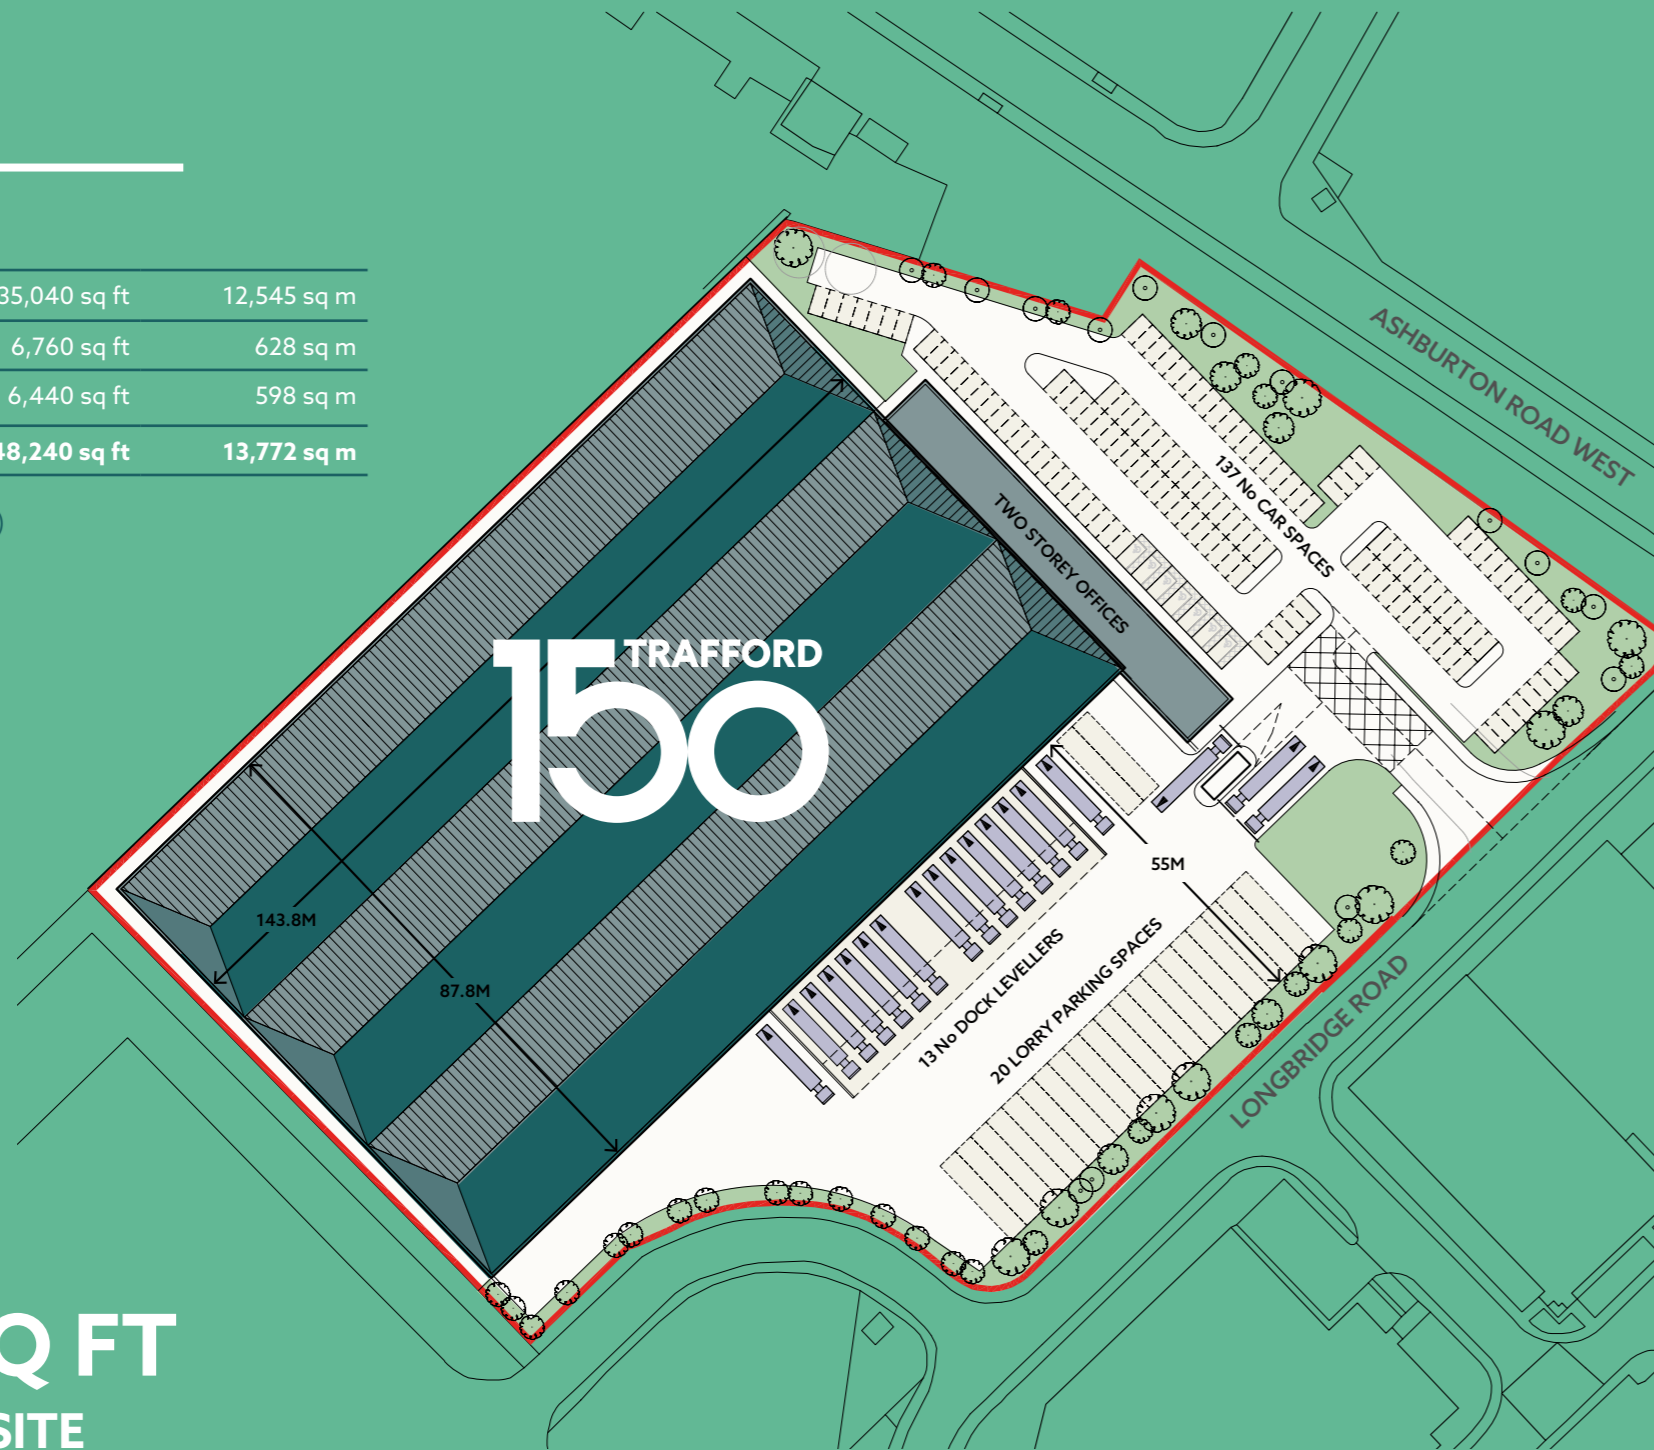 35,040 sq ft 12,545 sq m
6,760 sq ft 628 sq m
6,440 sq ft 598 sq m
48,240 sq ft 13,772 sq m
ASHBURTON ROAD WEST
137 No CAR SPACES
TWO STOREY OFFICES
150 TRAFFORD
55M
143.8M
87.8M
13 No DOCK LEVELLERS
20 LORRY PARKING SPACES
LONGBRIDGE ROAD
Q FT
SITE